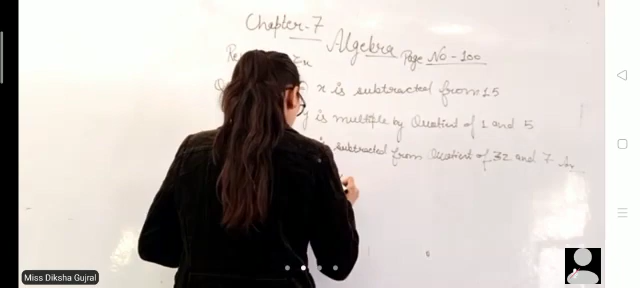 Chapter-7
Algebra Page No-100
x is subtracted from 15
y is multiple by Quotient of 1 and 5
subtracted from Quotient of 32 and 7
Miss Diksha Gujral